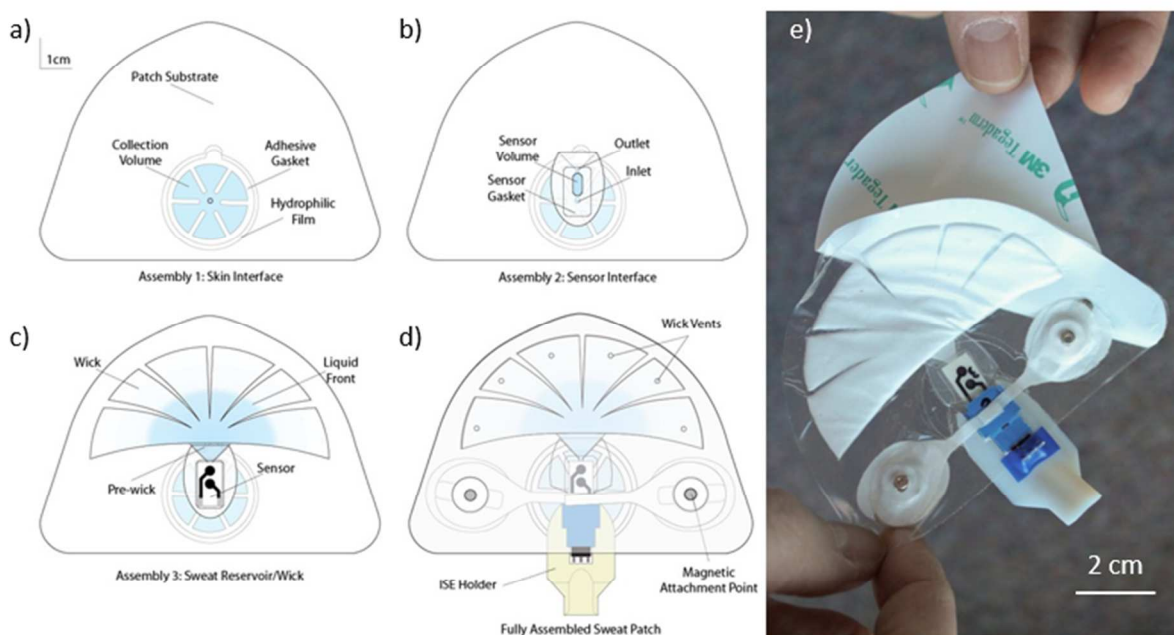 a)
1cm
Patch Substrate
Collection
Volume
Adhesive
Gasket
Hydrophilic
Film
Assembly 1: Skin Interface
b)
Sensor
Volume
Outlet
Inlet
Sensor
Gasket
Assembly 2: Sensor Interface
c)
Wick
Liquid
Front
Pre-wick
Sensor
Assembly 3: Sweat Reservoir/Wick
d)
Wick Vents
ISE Holder
Magnetic
Attachment Point
Fully Assembled Sweat Patch
e)
Tegaderm™
3M Tegaderm
2 cm